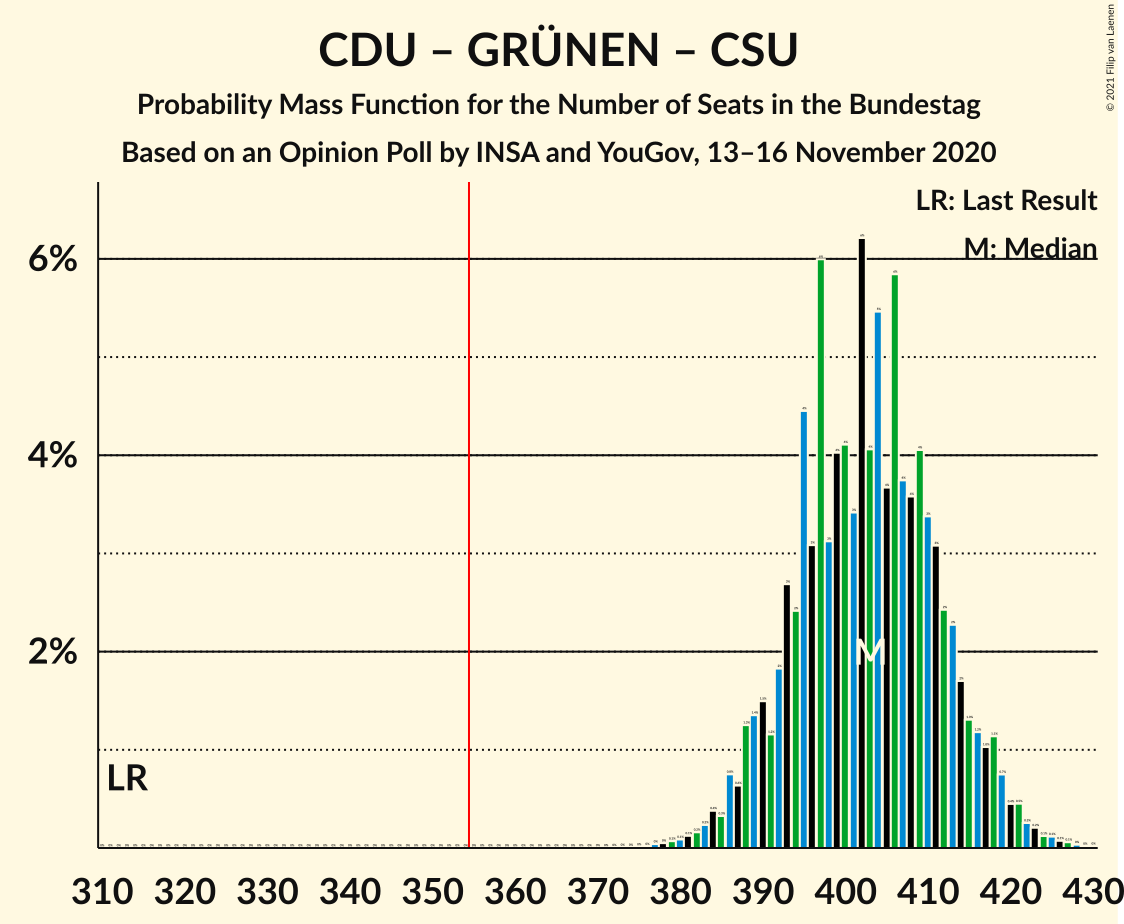 CDU – GRÜNEN – CSU
Probability Mass Function for the Number of Seats in the Bundestag
Based on an Opinion Poll by INSA and YouGov, 13–16 November 2020
© 2021 Filip van Laenen
LR: Last Result
M: Median
6%
4%
2%
M
LR
310 320 330 340 350 360 370 380 390 400 410 420 430